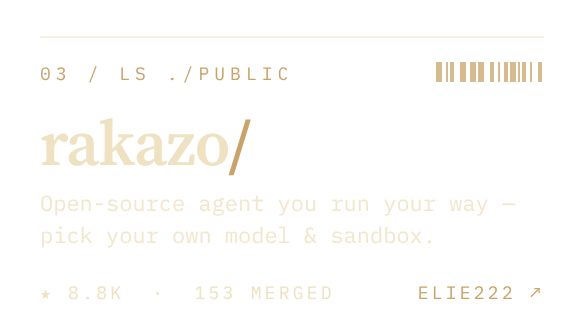 03 / LS ./PUBLIC
rakazo/
Open-source agent you run your way —
pick your own model & sandbox.
★ 8.8K · 153 MERGED
ELIE222 ↗